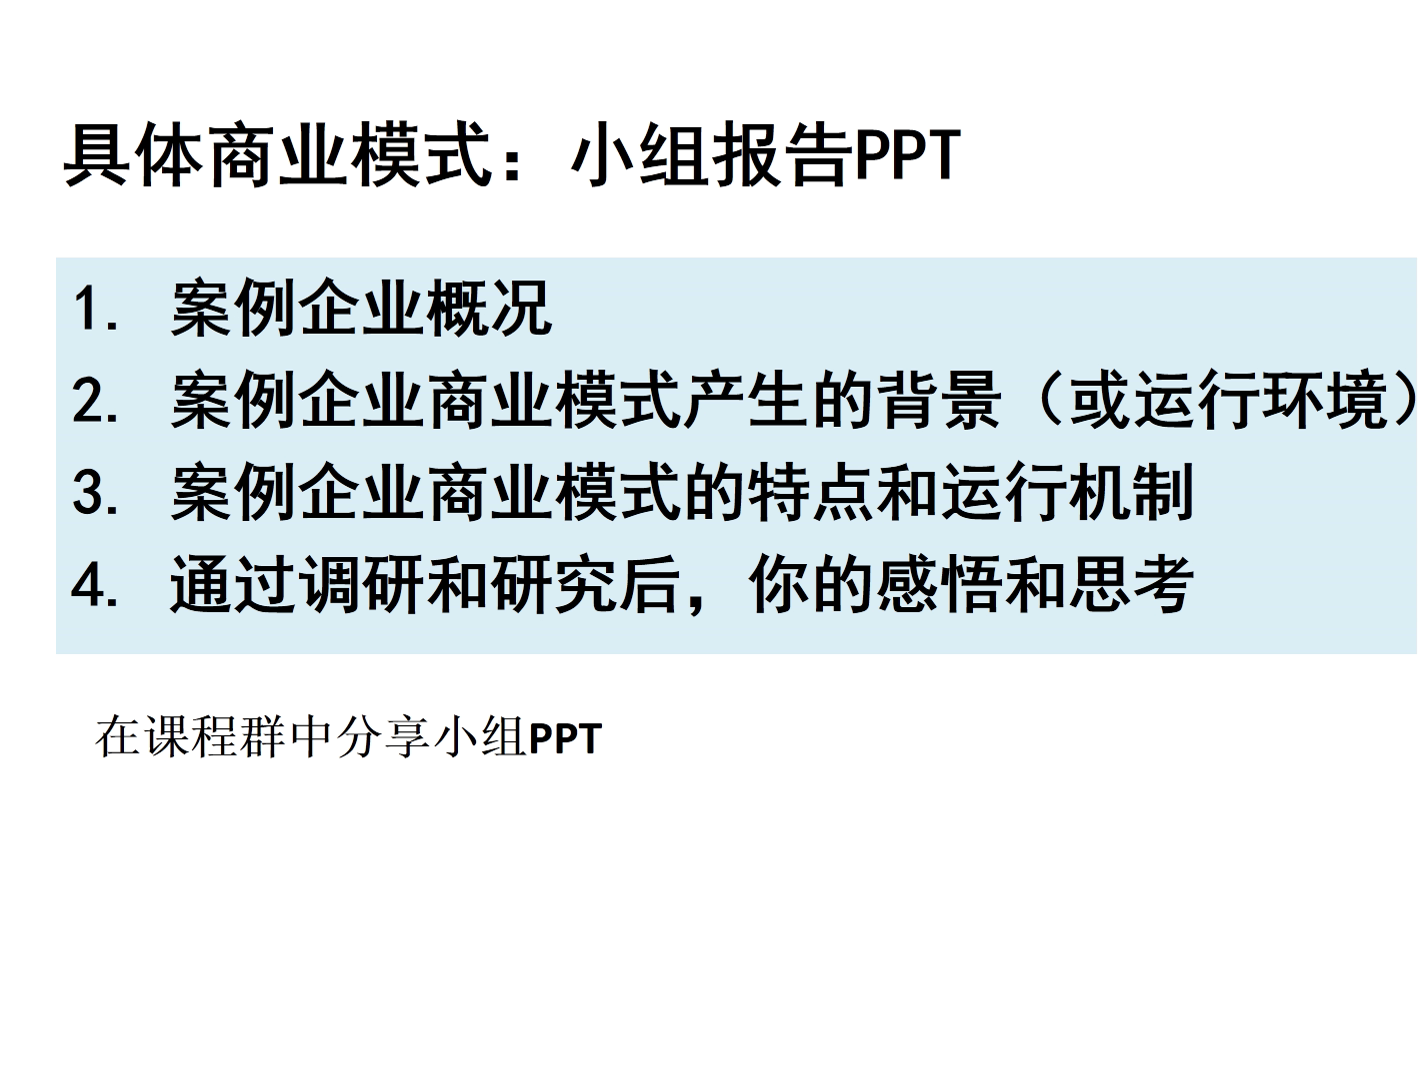 具体商业模式：小组报告PPT
1. 案例企业概况
2. 案例企业商业模式产生的背景（或运行环境）
3. 案例企业商业模式的特点和运行机制
4. 通过调研和研究后，你的感悟和思考
在课程群中分享小组PPT